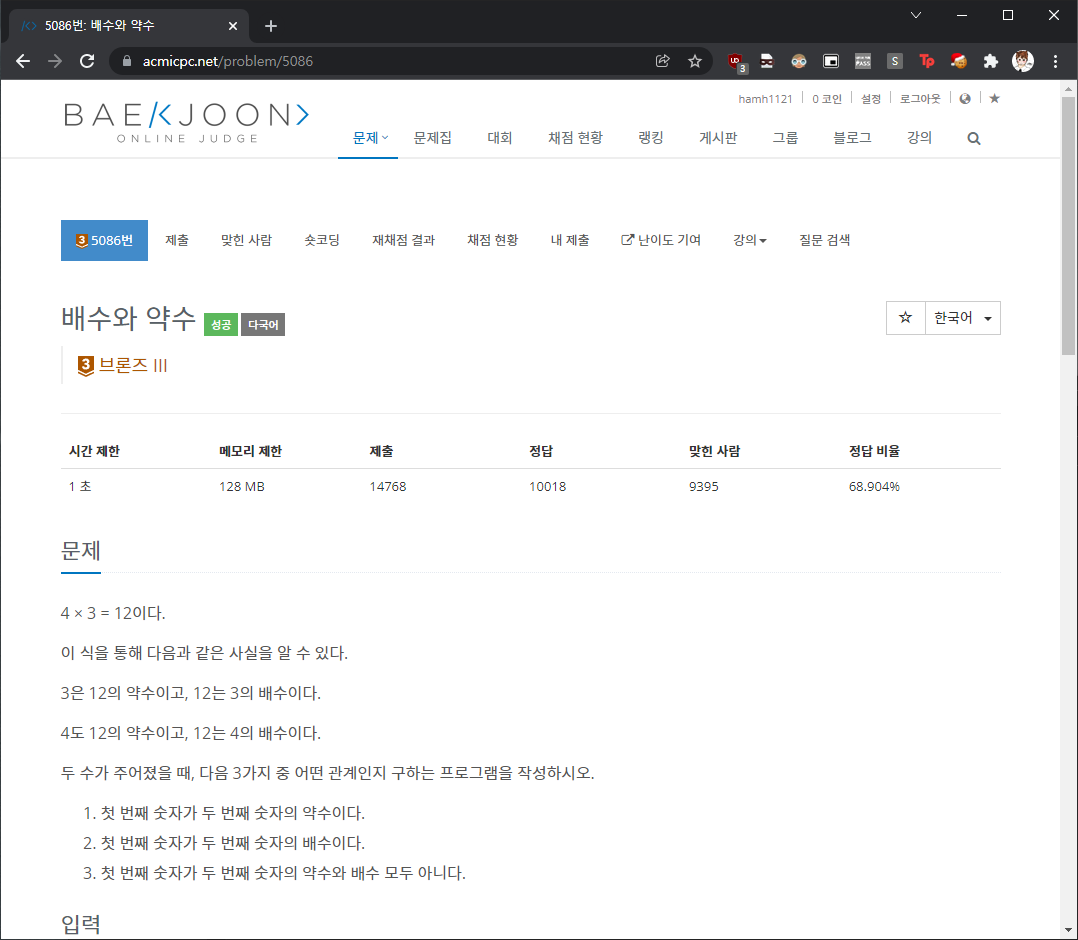 5086번: 배수와 약수
acmicpc.net/problem/5086
UD 3 S Tp
hamh1121 0 코인 설정 로그아웃
BAEKJOON>
ONLINE JUDGE
문제 문제집 대회 채점 현황 랭킹 게시판 그룹 블로그 강의
3 5086번 제출 맞힌 사람 숏코딩 재채점 결과 채점 현황 내 제출 난이도 기여 강의 질문 검색
배수와 약수 성공 다국어 한국어
3 브론즈 III
시간 제한 메모리 제한 제출 정답 맞힌 사람 정답 비율
1 초 128 MB 14768 10018 9395 68.904%
문제
4 × 3 = 12이다.
이 식을 통해 다음과 같은 사실을 알 수 있다.
3은 12의 약수이고, 12는 3의 배수이다.
4도 12의 약수이고, 12는 4의 배수이다.
두 수가 주어졌을 때, 다음 3가지 중 어떤 관계인지 구하는 프로그램을 작성하시오.
1. 첫 번째 숫자가 두 번째 숫자의 약수이다.
2. 첫 번째 숫자가 두 번째 숫자의 배수이다.
3. 첫 번째 숫자가 두 번째 숫자의 약수와 배수 모두 아니다.
입력